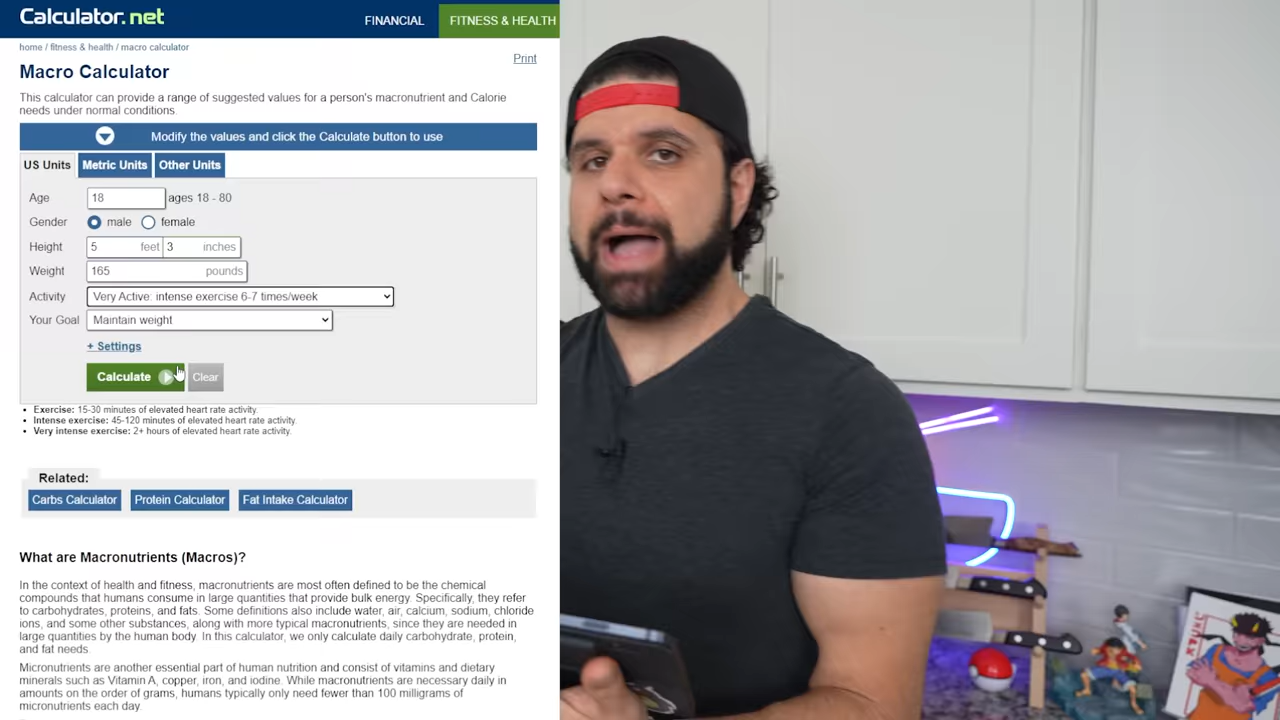 Calculator.net
FINANCIAL
FITNESS & HEALTH
home / fitness & health / macro calculator
Print
Macro Calculator
This calculator can provide a range of suggested values for a person's macronutrient and Calorie
needs under normal conditions.
Modify the values and click the Calculate button to use
US Units
Metric Units
Other Units
Age 18 ages 18 - 80
Gender male female
Height 5 feet 3 inches
Weight 165 pounds
Activity Very Active: intense exercise 6-7 times/week
Your Goal Maintain weight
+ Settings
Calculate
Clear
Exercise: 15-30 minutes of elevated heart rate activity.
Intense exercise: 45-120 minutes of elevated heart rate activity.
Very intense exercise: 2+ hours of elevated heart rate activity.
Related:
Carbs Calculator
Protein Calculator
Fat Intake Calculator
What are Macronutrients (Macros)?
In the context of health and fitness, macronutrients are most often defined to be the chemical
compounds that humans consume in large quantities that provide bulk energy. Specifically, they refer
to carbohydrates, proteins, and fats. Some definitions also include water, air, calcium, sodium, chloride
ions, and some other substances, along with more typical macronutrients, since they are needed in
large quantities by the human body. In this calculator, we only calculate daily carbohydrate, protein,
and fat needs.
Micronutrients are another essential part of human nutrition and consist of vitamins and dietary
minerals such as Vitamin A, copper, iron, and iodine. While macronutrients are necessary daily in
amounts on the order of grams, humans typically only need fewer than 100 milligrams of
micronutrients each day.